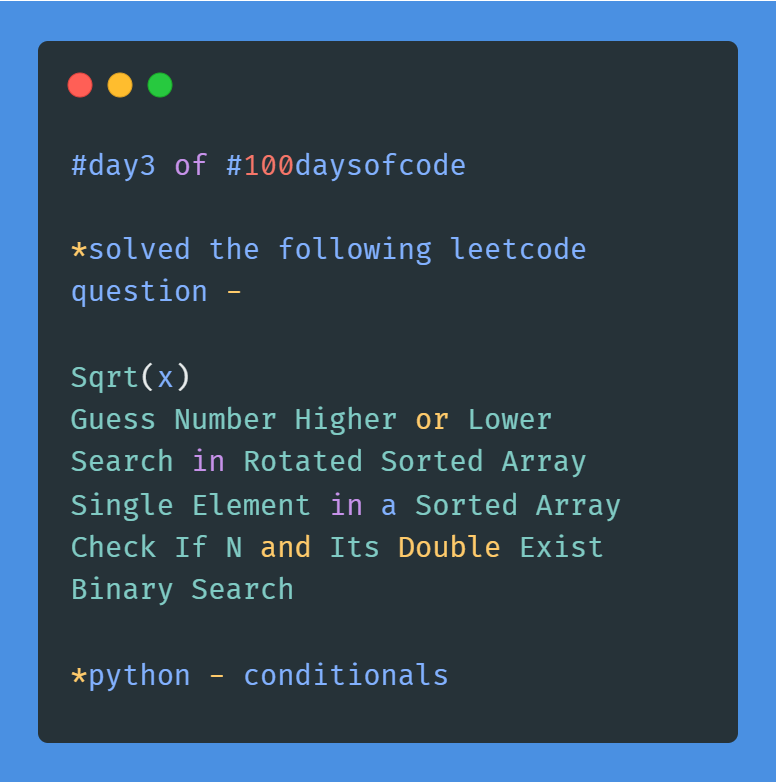 #day3 of #100daysofcode
*solved the following leetcode
question -
Sqrt(x)
Guess Number Higher or Lower
Search in Rotated Sorted Array
Single Element in a Sorted Array
Check If N and Its Double Exist
Binary Search
*python - conditionals